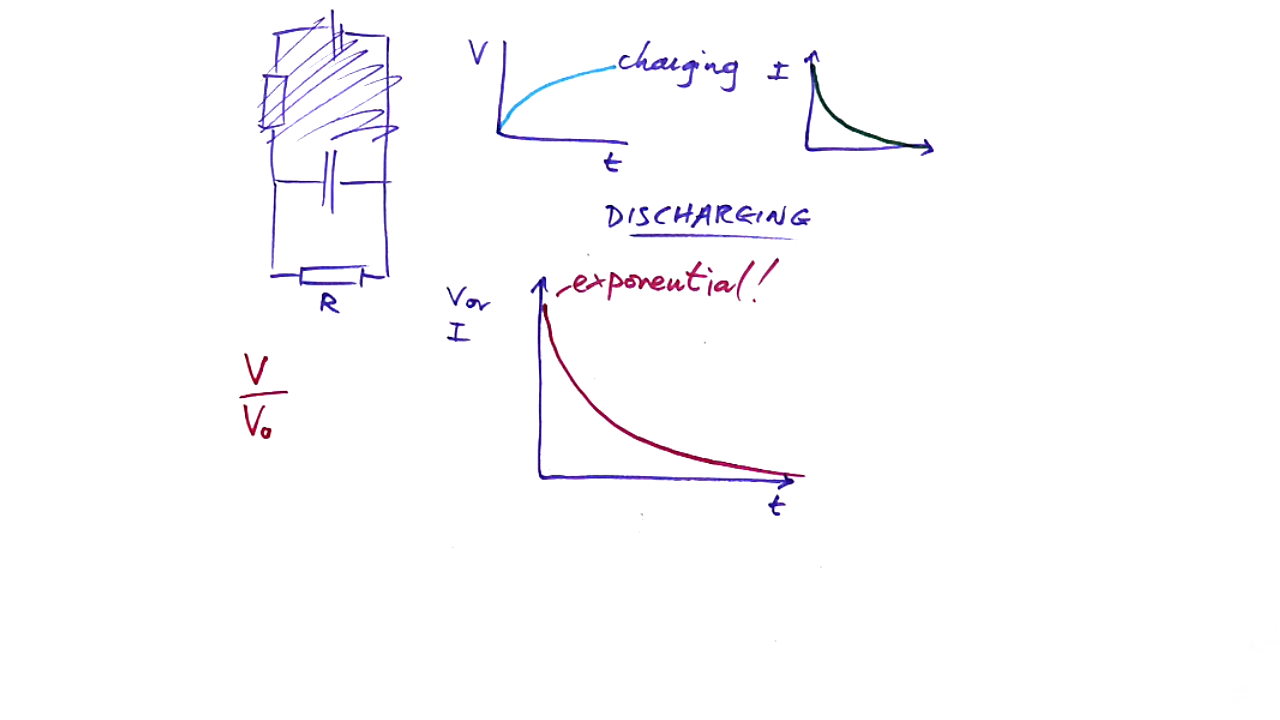 V
charging
I
t
DISCHARGING
exponential!
V or
I
R
V
V₀
t